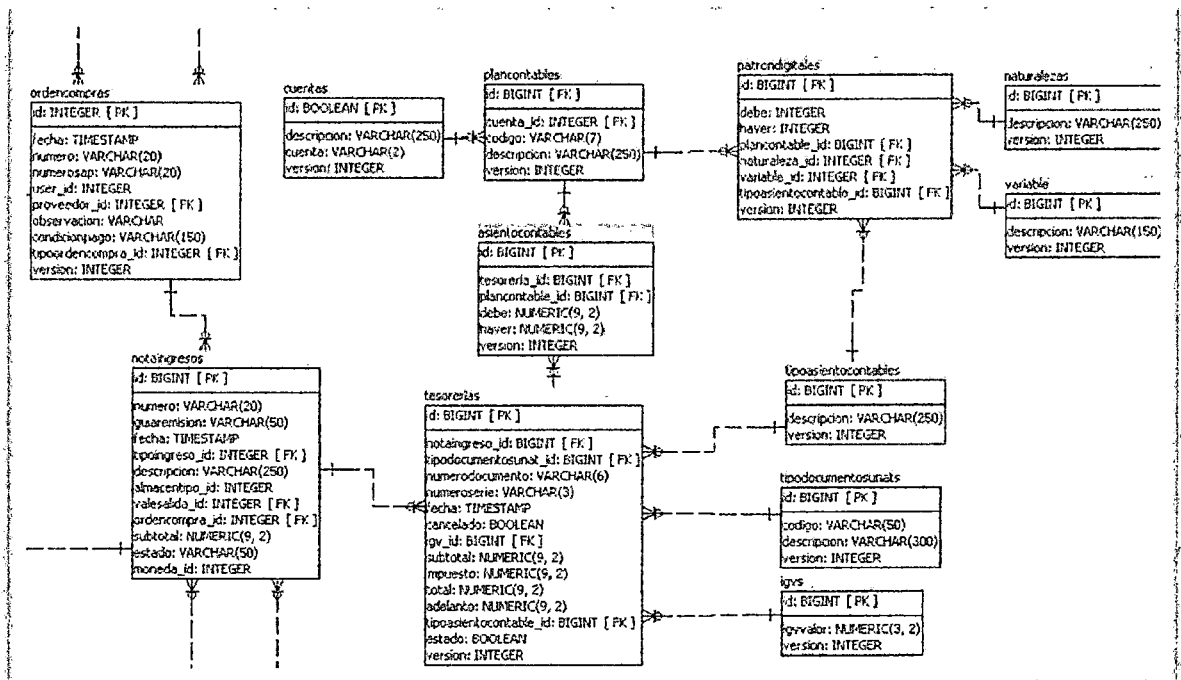 ordencompras
id: INTEGER [ PK ]
fecha: TIMESTAMP
numero: VARCHAR(20)
numerosap: VARCHAR(20)
user_id: INTEGER
proveedor_id: INTEGER [ FK ]
observacion: VARCHAR
condicionpago: VARCHAR(150)
tipoordencompra_id: INTEGER [ FK ]
version: INTEGER
cuentas
id: BOOLEAN [ PK ]
descripcion: VARCHAR(250)
cuenta: VARCHAR(2)
version: INTEGER
plancontables
id: BIGINT [ PK ]
cuenta_id: INTEGER [ FK ]
codigo: VARCHAR(7)
descripcion: VARCHAR(250)
version: INTEGER
patrondigitales
id: BIGINT [ PK ]
debe: INTEGER
haver: INTEGER
plancontable_id: BIGINT [ FK ]
naturaleza_id: INTEGER [ FK ]
variable_id: INTEGER [ FK ]
tipoasientocontable_id: BIGINT [ FK ]
version: INTEGER
naturalezas
id: BIGINT [ PK ]
descripcion: VARCHAR(250)
version: INTEGER
variable
id: BIGINT [ PK ]
descripcion: VARCHAR(150)
version: INTEGER
asientocontables
id: BIGINT [ PK ]
tesoreria_id: BIGINT [ FK ]
plancontable_id: BIGINT [ FK ]
debe: NUMERIC(9, 2)
haver: NUMERIC(9, 2)
version: INTEGER
notaingresos
id: BIGINT [ PK ]
numero: VARCHAR(20)
guiaremision: VARCHAR(50)
fecha: TIMESTAMP
tipoingreso_id: INTEGER [ FK ]
descripcion: VARCHAR(250)
almacentipo_id: INTEGER
valesalida_id: INTEGER [ FK ]
ordencompra_id: INTEGER [ FK ]
subtotal: NUMERIC(9, 2)
estado: VARCHAR(50)
moneda_id: INTEGER
tesorerias
id: BIGINT [ PK ]
notaingreso_id: BIGINT [ FK ]
tipodocumentosunat_id: BIGINT [ FK ]
numerodocumento: VARCHAR(6)
numeroserie: VARCHAR(3)
fecha: TIMESTAMP
cancelado: BOOLEAN
igv_id: BIGINT [ FK ]
subtotal: NUMERIC(9, 2)
impuesto: NUMERIC(9, 2)
total: NUMERIC(9, 2)
adelanto: NUMERIC(9, 2)
tipoasientocontable_id: BIGINT [ FK ]
estado: BOOLEAN
version: INTEGER
tipoasientocontables
id: BIGINT [ PK ]
descripcion: VARCHAR(250)
version: INTEGER
tipodocumentosunats
id: BIGINT [ PK ]
codigo: VARCHAR(50)
descripcion: VARCHAR(300)
version: INTEGER
igvs
id: BIGINT [ PK ]
igvvalor: NUMERIC(3, 2)
version: INTEGER